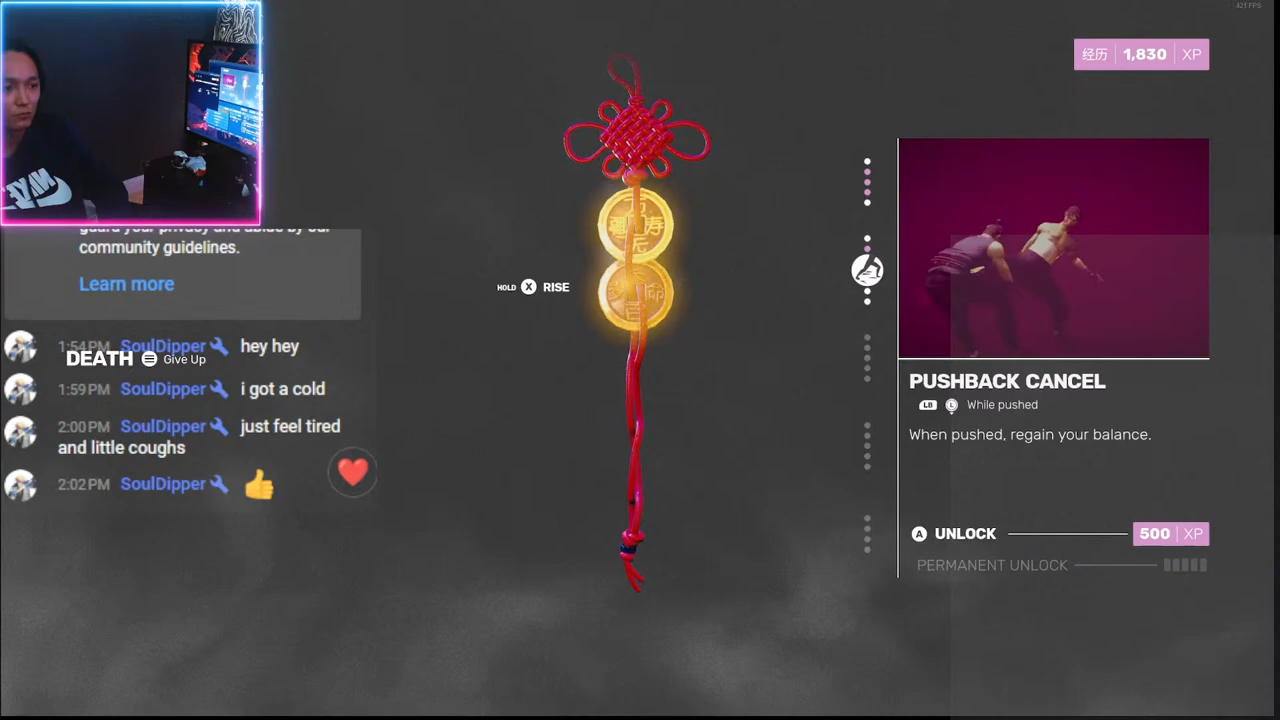 421 FPS
经历 1,830 XP
guard your privacy and abide by our
community guidelines.
Learn more
HOLD X RISE
1:54 PM SoulDipper hey hey
DEATH Give Up
1:59 PM SoulDipper i got a cold
2:00 PM SoulDipper just feel tired
and little coughs
2:02 PM SoulDipper 👍
PUSHBACK CANCEL
LB L While pushed
When pushed, regain your balance.
A UNLOCK 500 XP
PERMANENT UNLOCK